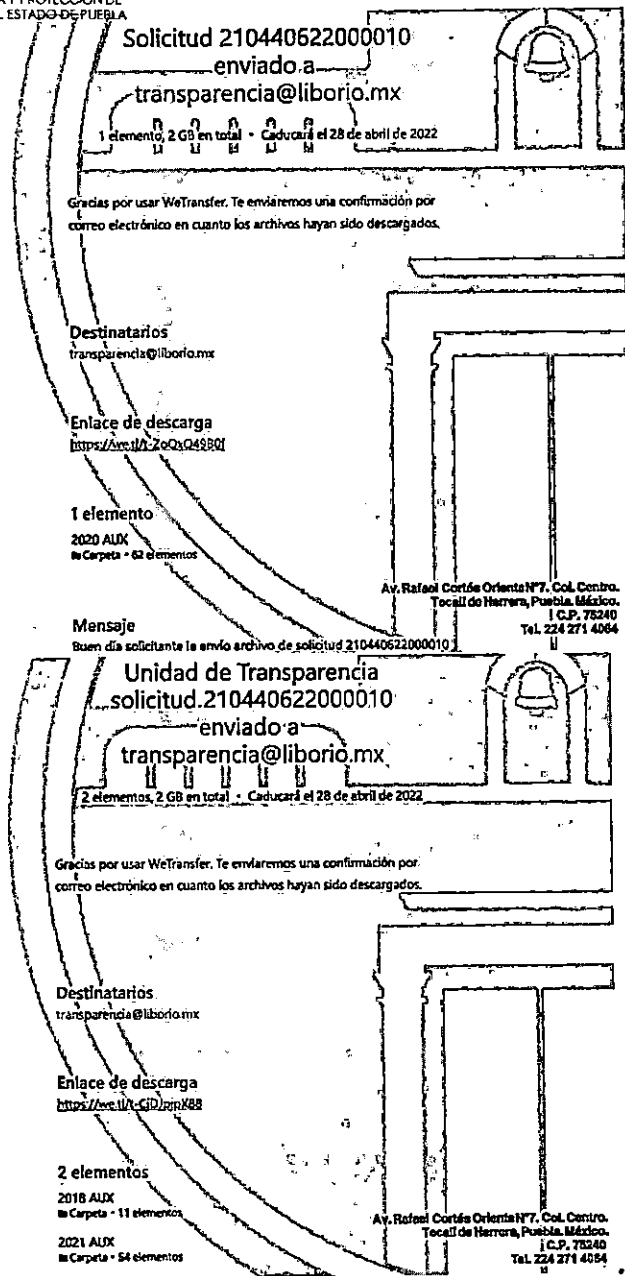 A Y PROTECCIÓN DE
L ESTADO DE PUEBLA
Solicitud 210440622000010
enviado a
transparencia@liborio.mx
1 elemento, 2 GB en total • Caducará el 28 de abril de 2022
Gracias por usar WeTransfer. Te enviaremos una confirmación por
correo electrónico en cuanto los archivos hayan sido descargados.
Destinatarios
transparencia@liborio.mx
Enlace de descarga
1 elemento
2020 AUX
Carpeta • 62 elementos
Av. Rafael Cortés Oriente N°7. Col. Centro.
Tecali de Herrera, Puebla. México.
C.P. 75240
Tel. 224 271 4064
Mensaje
Buen día solicitante le envío archivo de solicitud 210440622000010
Unidad de Transparencia
solicitud.210440622000010
enviado a
transparencia@liborio.mx
2 elementos, 2 GB en total • Caducará el 28 de abril de 2022
Gracias por usar WeTransfer. Te enviaremos una confirmación por
correo electrónico en cuanto los archivos hayan sido descargados.
Destinatarios
transparencia@liborio.mx
Enlace de descarga
2 elementos
2018 AUX
Carpeta • 11 elementos
2021 AUX
Carpeta • 54 elementos
Av. Rafael Cortés Oriente N°7. Col. Centro.
Tecali de Herrera, Puebla. México.
C.P. 75240
Tel. 224 271 4064